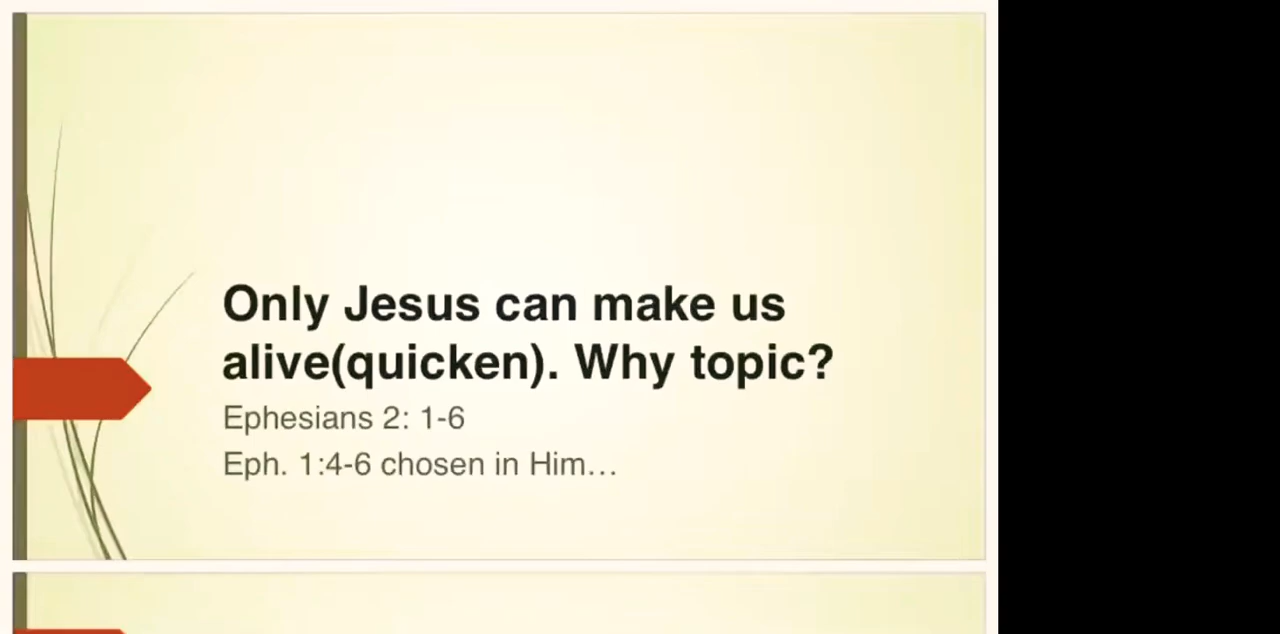 Only Jesus can make us
alive(quicken). Why topic?
Ephesians 2: 1-6
Eph. 1:4-6 chosen in Him…